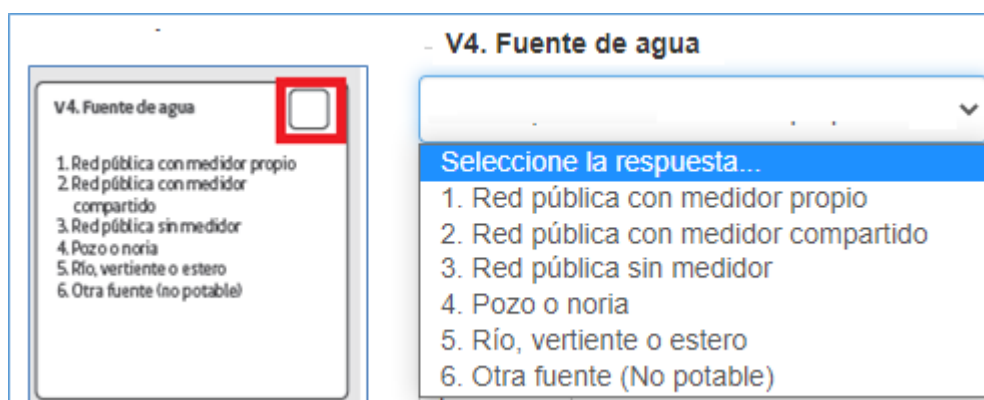 V4. Fuente de agua
1. Red pública con medidor propio
2. Red pública con medidor
compartido
3. Red pública sin medidor
4. Pozo o noria
5. Río, vertiente o estero
6. Otra fuente (no potable)
V4. Fuente de agua
Seleccione la respuesta...
1. Red pública con medidor propio
2. Red pública con medidor compartido
3. Red pública sin medidor
4. Pozo o noria
5. Río, vertiente o estero
6. Otra fuente (No potable)